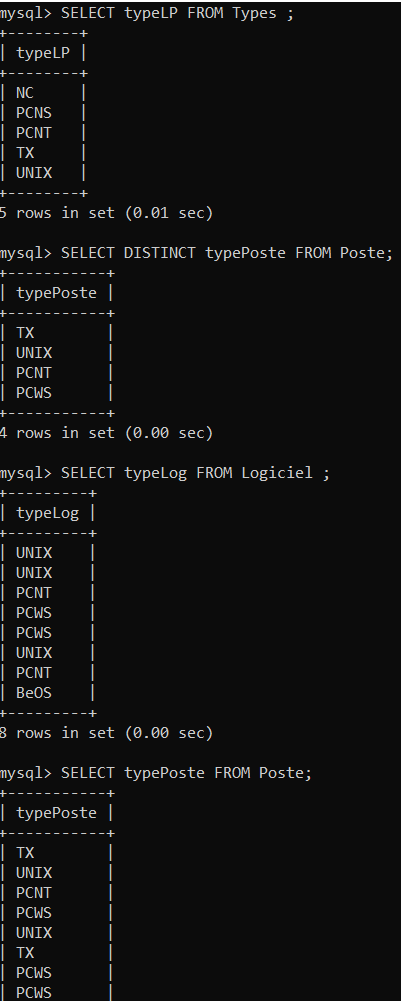 mysql> SELECT typeLP FROM Types ;
+--------+
| typeLP |
+--------+
| NC     |
| PCNS   |
| PCNT   |
| TX     |
| UNIX   |
+--------+
5 rows in set (0.01 sec)

mysql> SELECT DISTINCT typePoste FROM Poste;
+-----------+
| typePoste |
+-----------+
| TX        |
| UNIX      |
| PCNT      |
| PCWS      |
+-----------+
4 rows in set (0.00 sec)

mysql> SELECT typeLog FROM Logiciel ;
+---------+
| typeLog |
+---------+
| UNIX    |
| UNIX    |
| PCNT    |
| PCWS    |
| PCWS    |
| UNIX    |
| PCNT    |
| BeOS    |
+---------+
8 rows in set (0.00 sec)

mysql> SELECT typePoste FROM Poste;
+-----------+
| typePoste |
+-----------+
| TX        |
| UNIX      |
| PCNT      |
| PCWS      |
| UNIX      |
| TX        |
| PCWS      |
| PCWS      |